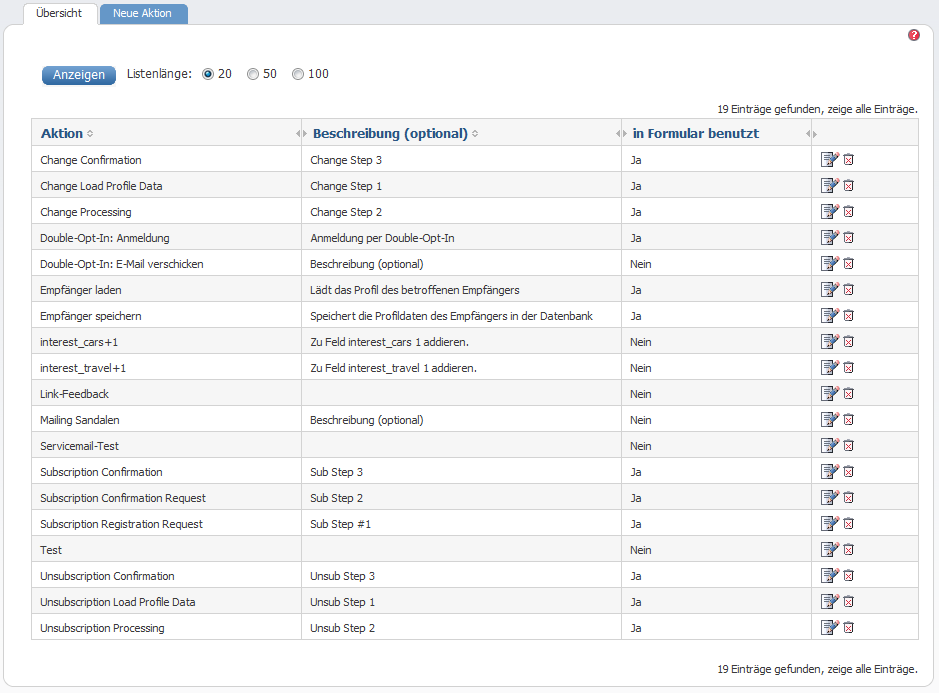 Übersicht Neue Aktion
?
Anzeigen Listenlänge: 20 50 100
19 Einträge gefunden, zeige alle Einträge.
Aktion Beschreibung (optional) in Formular benutzt
Change Confirmation Change Step 3 Ja
Change Load Profile Data Change Step 1 Ja
Change Processing Change Step 2 Ja
Double-Opt-In: Anmeldung Anmeldung per Double-Opt-In Ja
Double-Opt-In: E-Mail verschicken Beschreibung (optional) Nein
Empfänger laden Lädt das Profil des betroffenen Empfängers Ja
Empfänger speichern Speichert die Profildaten des Empfängers in der Datenbank Ja
interest_cars+1 Zu Feld interest_cars 1 addieren. Nein
interest_travel+1 Zu Feld interest_travel 1 addieren. Nein
Link-Feedback Nein
Mailing Sandalen Beschreibung (optional) Nein
Servicemail-Test Nein
Subscription Confirmation Sub Step 3 Ja
Subscription Confirmation Request Sub Step 2 Ja
Subscription Registration Request Sub Step #1 Ja
Test Nein
Unsubscription Confirmation Unsub Step 3 Ja
Unsubscription Load Profile Data Unsub Step 1 Ja
Unsubscription Processing Unsub Step 2 Ja
19 Einträge gefunden, zeige alle Einträge.